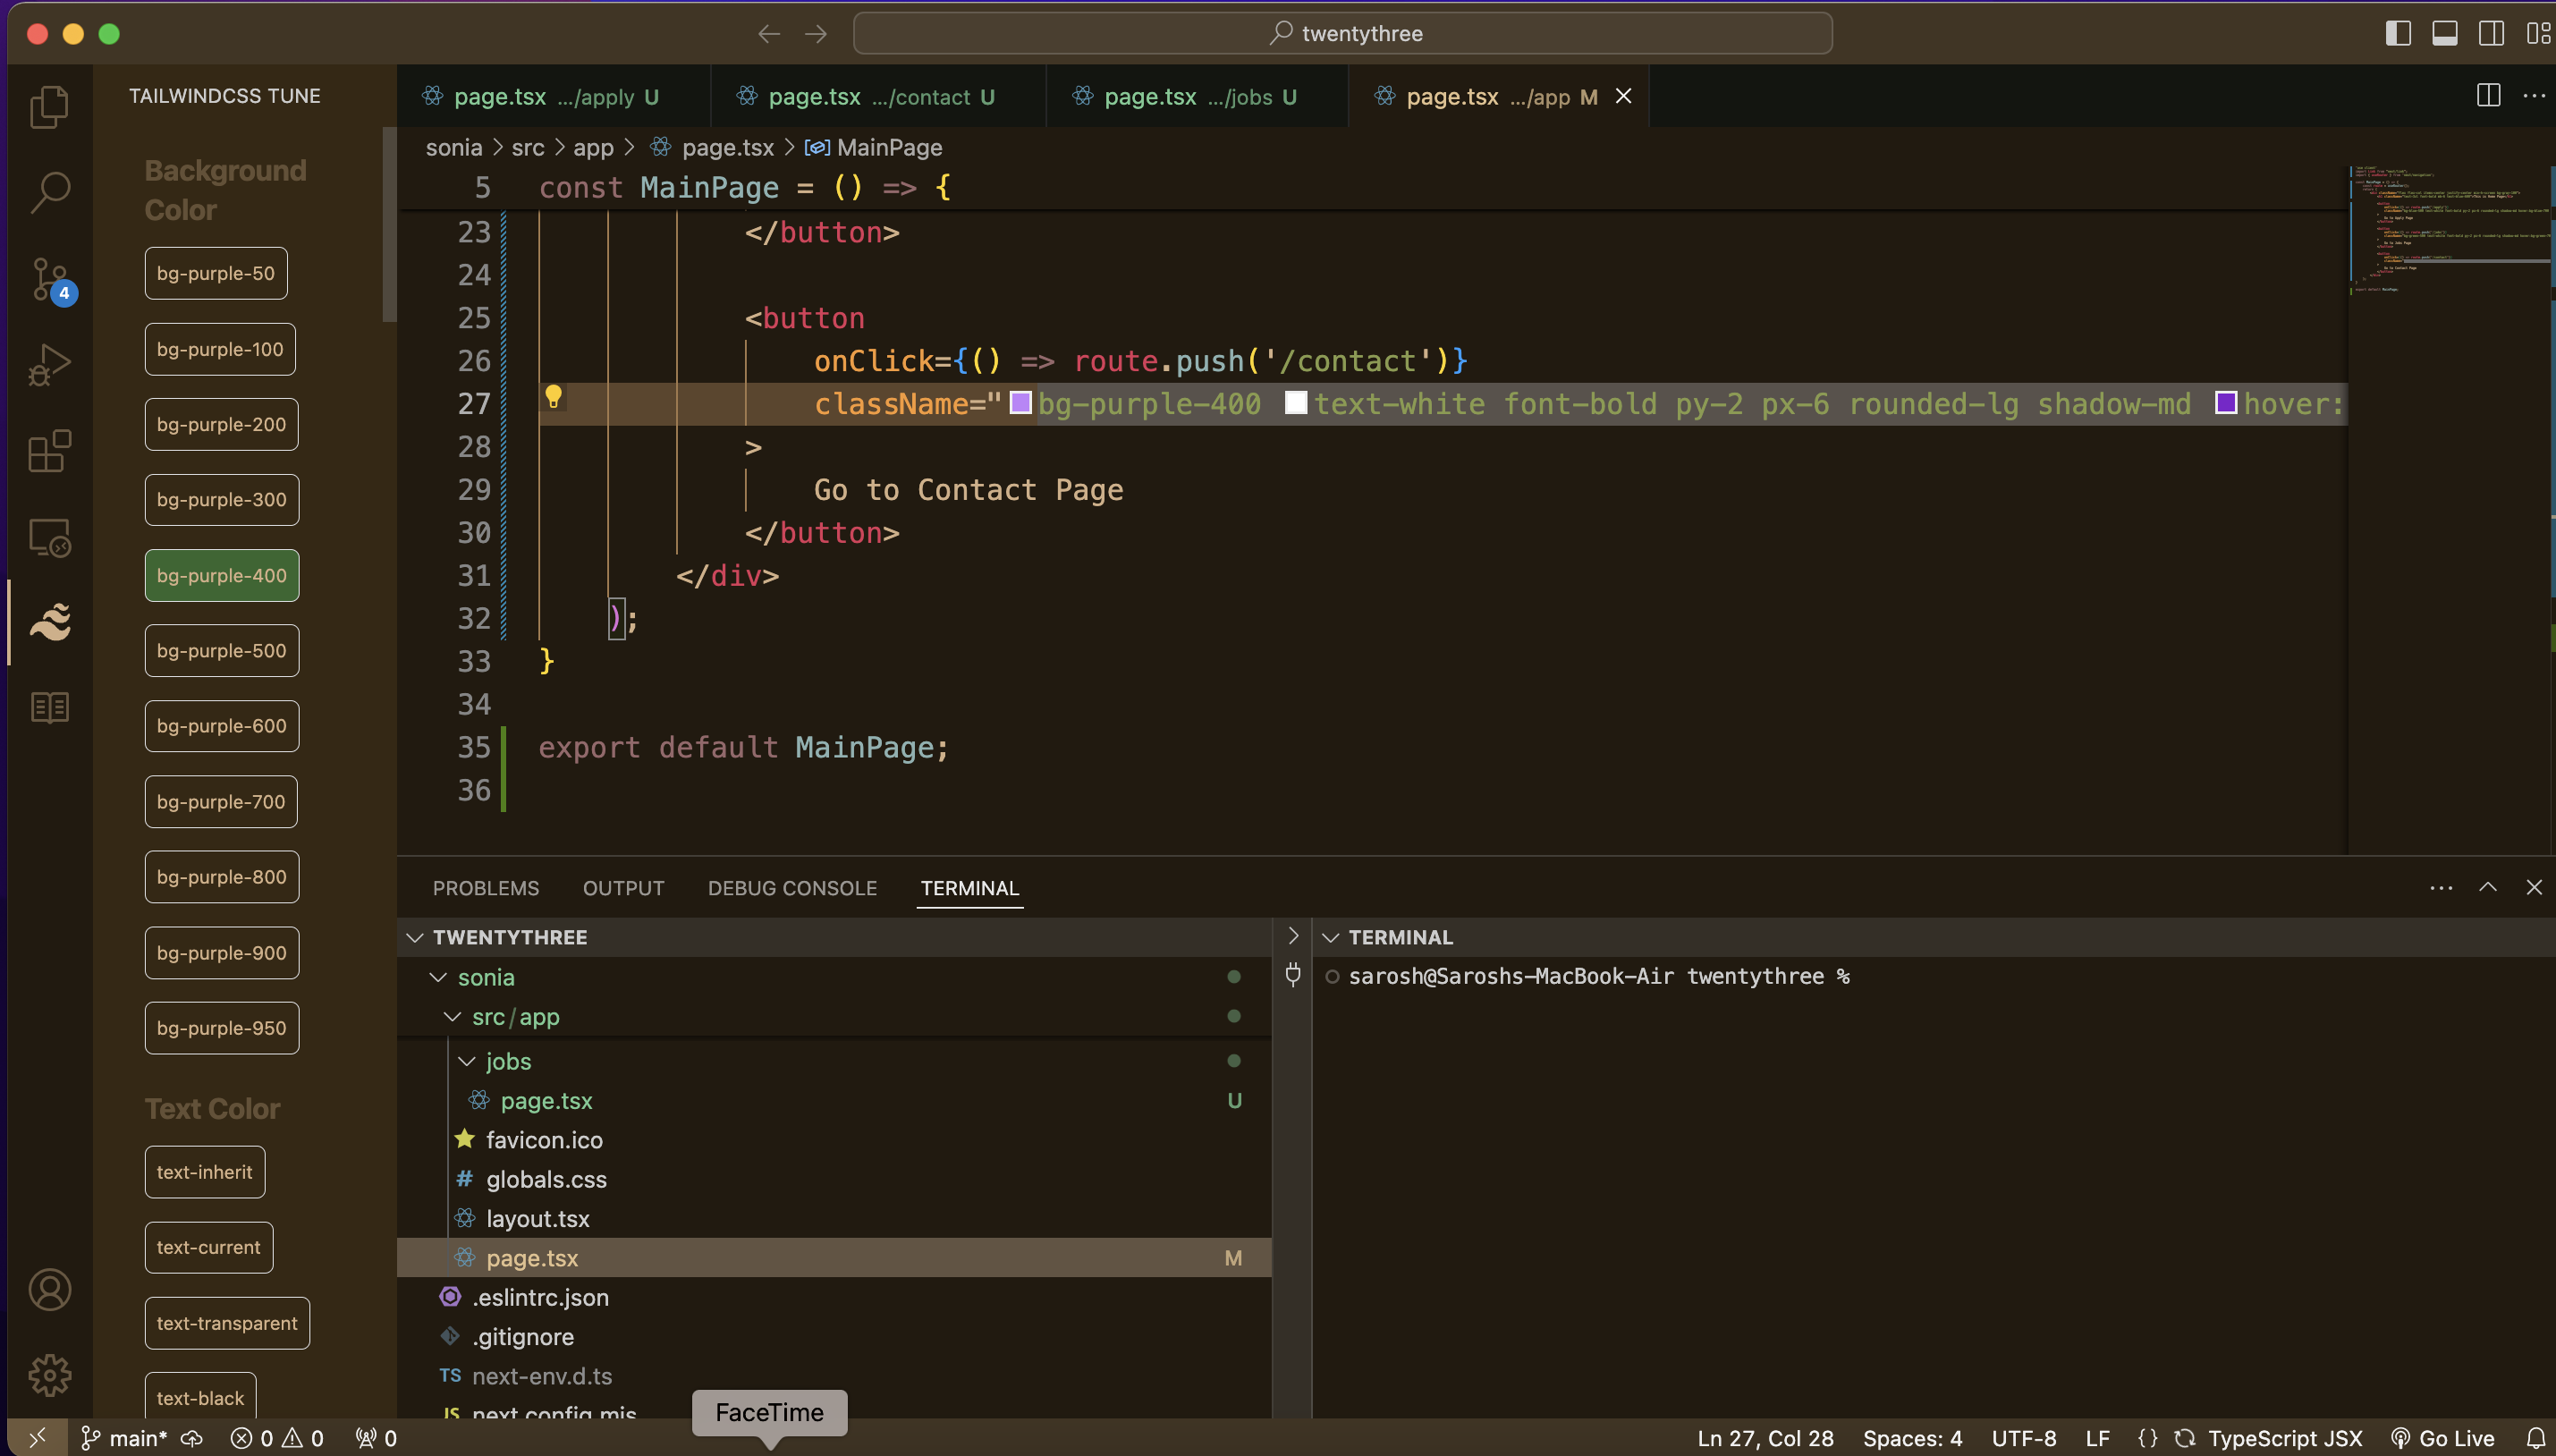 twentythree
TAILWINDCSS TUNE
Background
Color
bg-purple-50
bg-purple-100
bg-purple-200
bg-purple-300
bg-purple-400
bg-purple-500
bg-purple-600
bg-purple-700
bg-purple-800
bg-purple-900
bg-purple-950
Text Color
text-inherit
text-current
text-transparent
text-black
4
page.tsx .../apply U
page.tsx .../contact U
page.tsx .../jobs U
page.tsx .../app M
sonia > src > app > page.tsx > MainPage
5 const MainPage = () => {
23 </button>
24
25 <button
26 onClick={() => route.push('/contact')}
27 className="bg-purple-400 text-white font-bold py-2 px-6 rounded-lg shadow-md hover:
28 >
29 Go to Contact Page
30 </button>
31 </div>
32 );
33 }
34
35 export default MainPage;
36
PROBLEMS OUTPUT DEBUG CONSOLE TERMINAL
TWENTYTHREE
sonia
src/app
jobs
page.tsx U
favicon.ico
# globals.css
layout.tsx
page.tsx M
.eslintrc.json
.gitignore
TS next-env.d.ts
JS next.config.mjs
TERMINAL
sarosh@Saroshs-MacBook-Air twentythree %
FaceTime
main* 0 0 0
Ln 27, Col 28 Spaces: 4 UTF-8 LF {} TypeScript JSX Go Live